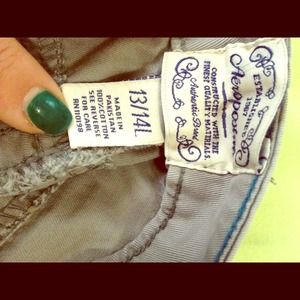 13/14L
MADE IN
PAKISTAN
100% COTTON
SEE REVERSE
FOR CARE
CONSTRUCTED WITH THE
FINEST QUALITY MATERIALS.
Authentic Brand